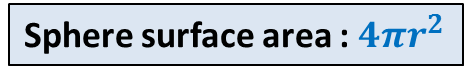 Sphere surface area : 4πr²